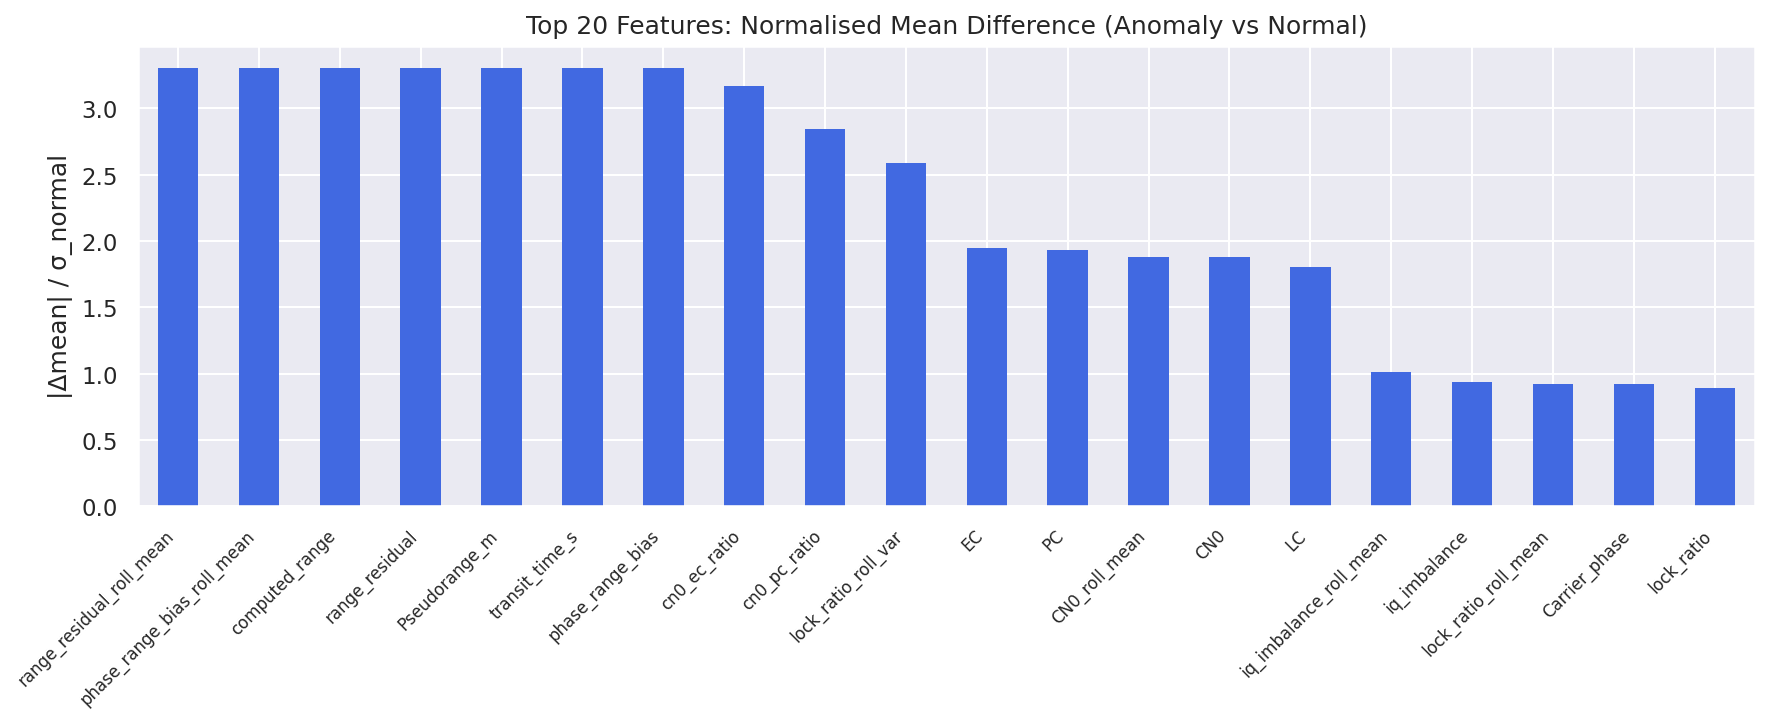 Top 20 Features: Normalised Mean Difference (Anomaly vs Normal)
|Δmean| / σ_normal
3.0
2.5
2.0
1.5
1.0
0.5
0.0
range_residual_roll_mean
phase_range_bias_roll_mean
computed_range
range_residual
Pseudorange_m
transit_time_s
phase_range_bias
cn0_ec_ratio
cn0_pc_ratio
lock_ratio_roll_var
EC
PC
CN0_roll_mean
CN0
LC
iq_imbalance_roll_mean
iq_imbalance
lock_ratio_roll_mean
Carrier_phase
lock_ratio